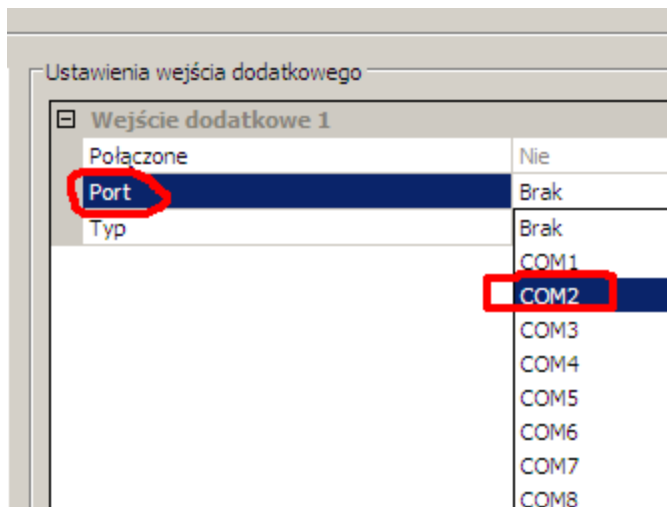 Ustawienia wejścia dodatkowego
Wejście dodatkowe 1
Połączone Nie
Port Brak
Typ Brak
COM1
COM2
COM3
COM4
COM5
COM6
COM7
COM8